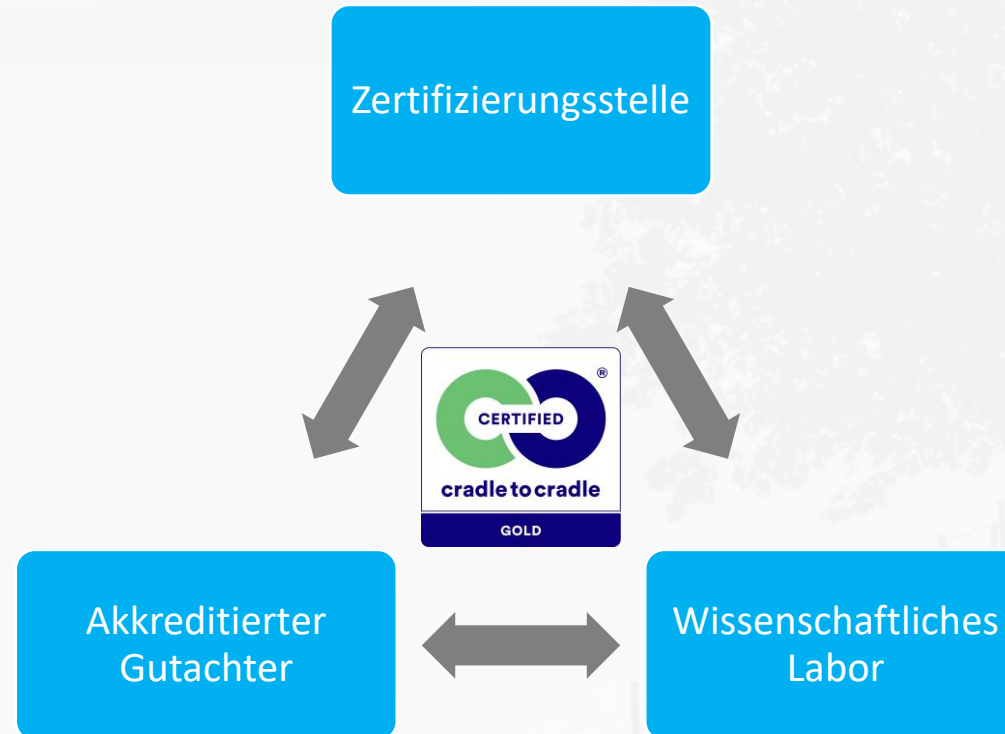 Zertifizierungsstelle
®
CERTIFIED
cradle to cradle
GOLD
Akkreditierter
Gutachter
Wissenschaftliches
Labor